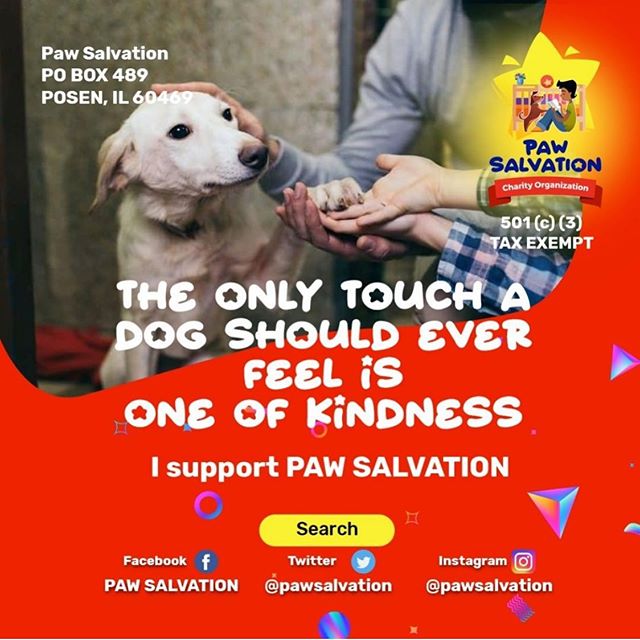 Paw Salvation
PO BOX 489
POSEN, IL 60469
PAW
SALVATION
Charity Organization
501 (c) (3)
TAX EXEMPT
THE ONLY TOUCH A
DOG SHOULD EVER
FEEL iS
ONE OF KiNDNESS
I support PAW SALVATION
Search
Facebook
PAW SALVATION
Twitter
@pawsalvation
Instagram
@pawsalvation